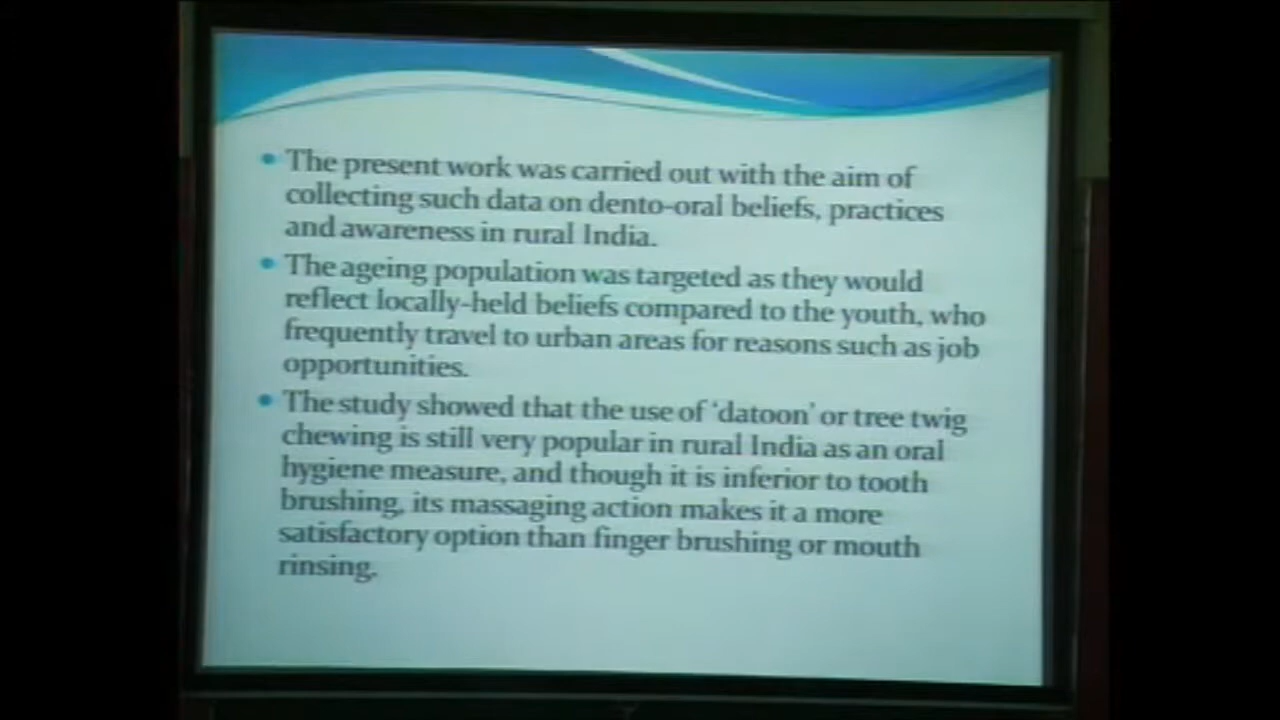 • The present work was carried out with the aim of
collecting such data on dento-oral beliefs, practices
and awareness in rural India.
• The ageing population was targeted as they would
reflect locally-held beliefs compared to the youth, who
frequently travel to urban areas for reasons such as job
opportunities.
• The study showed that the use of 'datoon' or tree twig
chewing is still very popular in rural India as an oral
hygiene measure, and though it is inferior to tooth
brushing, its massaging action makes it a more
satisfactory option than finger brushing or mouth
rinsing.